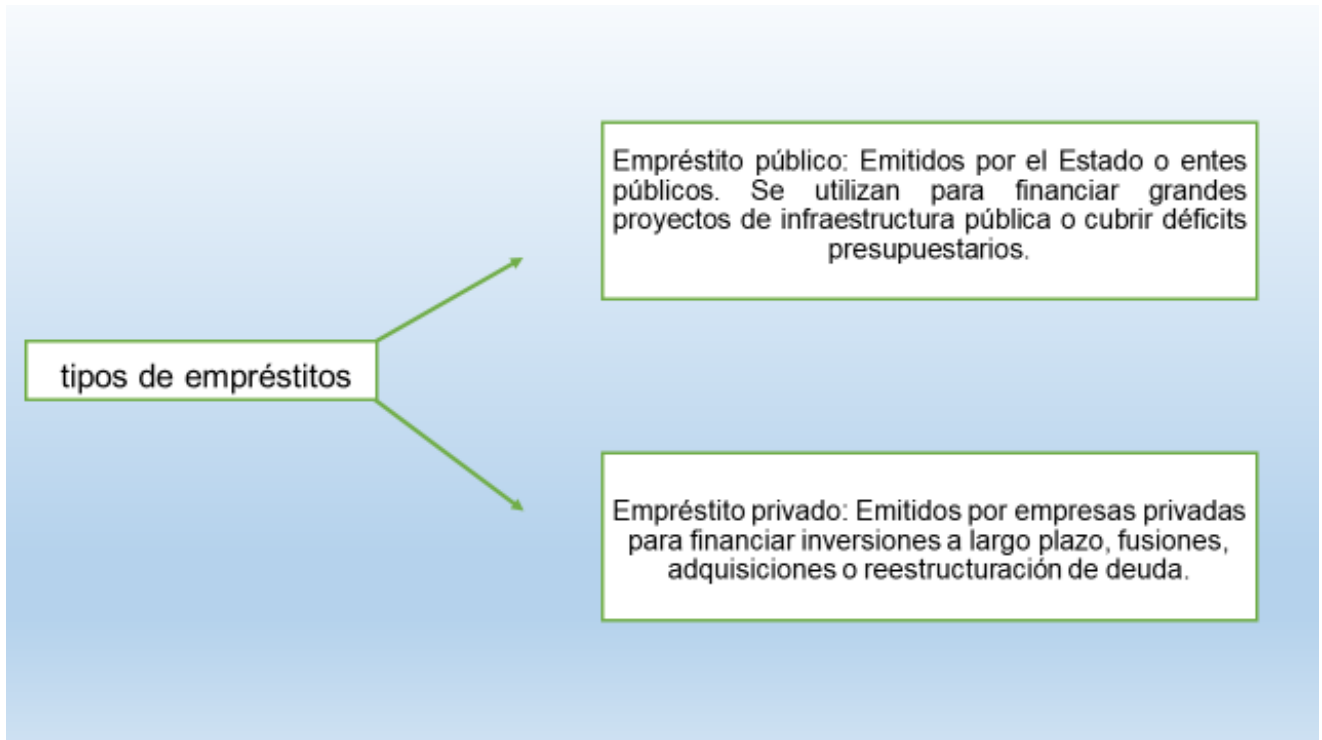 Empréstito público: Emitidos por el Estado o entes
públicos. Se utilizan para financiar grandes
proyectos de infraestructura pública o cubrir déficits
presupuestarios.
tipos de empréstitos
Empréstito privado: Emitidos por empresas privadas
para financiar inversiones a largo plazo, fusiones,
adquisiciones o reestructuración de deuda.